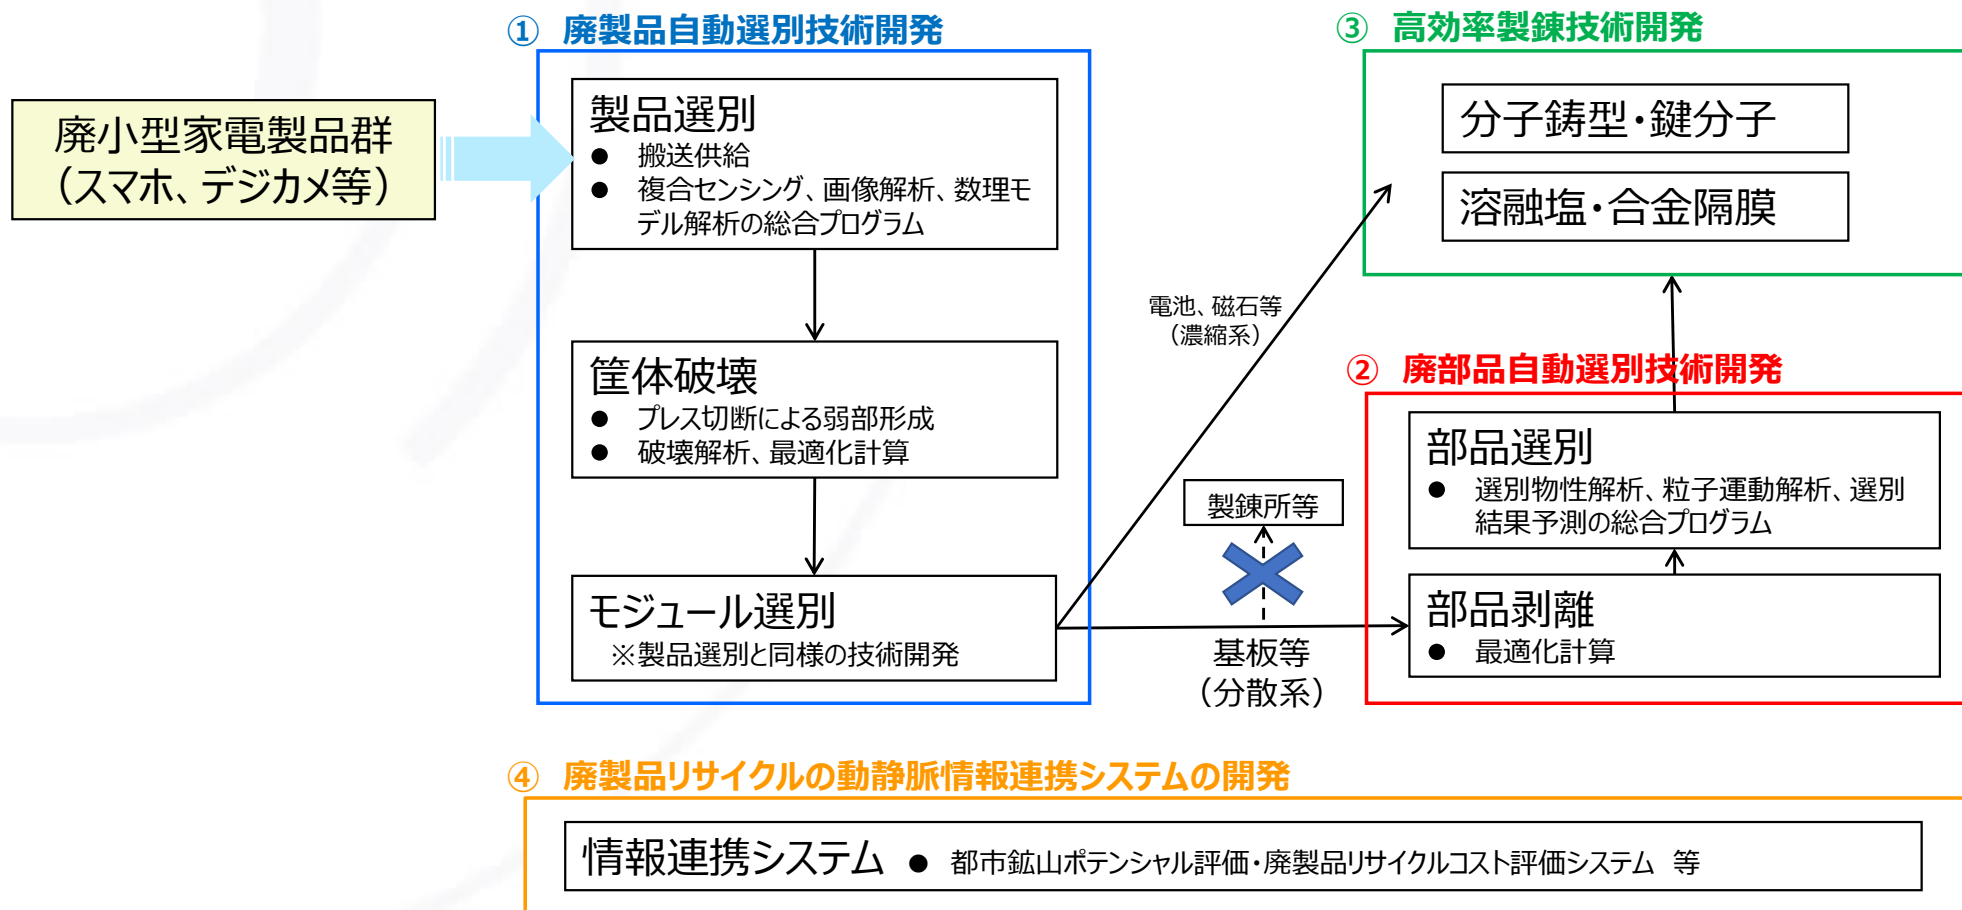 ① 廃製品自動選別技術開発
廃小型家電製品群
（スマホ、デジカメ等）
製品選別
● 搬送供給
● 複合センシング、画像解析、数理モ
デル解析の総合プログラム
筐体破壊
● プレス切断による弱部形成
● 破壊解析、最適化計算
モジュール選別
※製品選別と同様の技術開発
電池、磁石等
（濃縮系）
製錬所等
基板等
（分散系）
③ 高効率製錬技術開発
分子鋳型・鍵分子
溶融塩・合金隔膜
② 廃部品自動選別技術開発
部品選別
● 選別物性解析、粒子運動解析、選別
結果予測の総合プログラム
部品剥離
● 最適化計算
④ 廃製品リサイクルの動静脈情報連携システムの開発
情報連携システム ● 都市鉱山ポテンシャル評価・廃製品リサイクルコスト評価システム 等